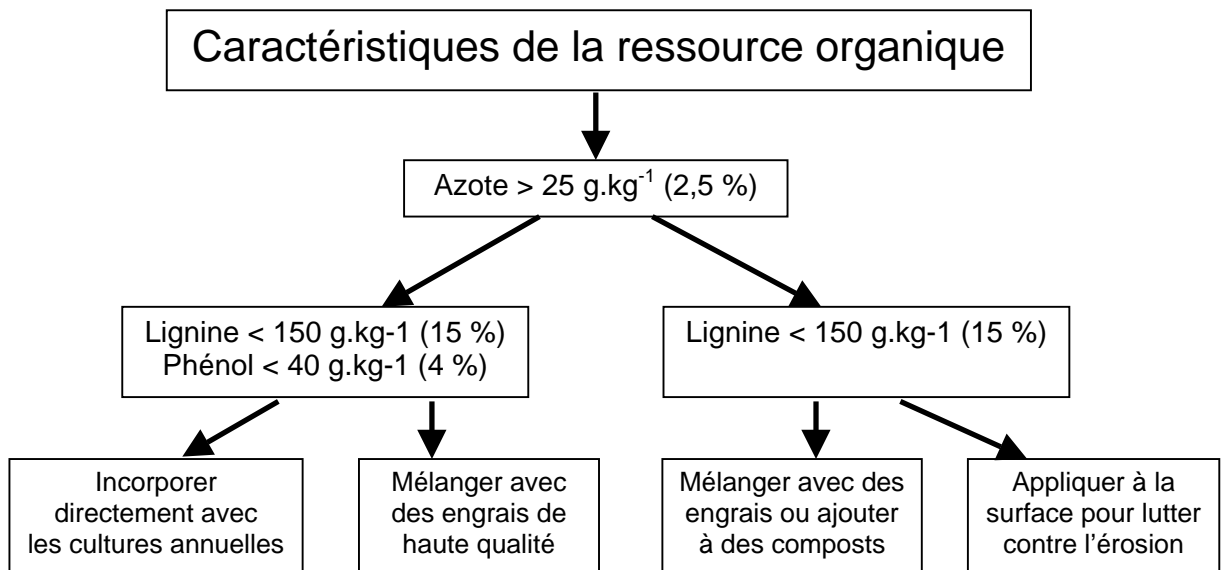 Caractéristiques de la ressource organique
Azote > 25 g.kg⁻¹ (2,5 %)
Lignine < 150 g.kg-1 (15 %)
Phénol < 40 g.kg-1 (4 %)
Lignine < 150 g.kg-1 (15 %)
Incorporer
directement avec
les cultures annuelles
Mélanger avec
des engrais de
haute qualité
Mélanger avec des
engrais ou ajouter
à des composts
Appliquer à la
surface pour lutter
contre l’érosion